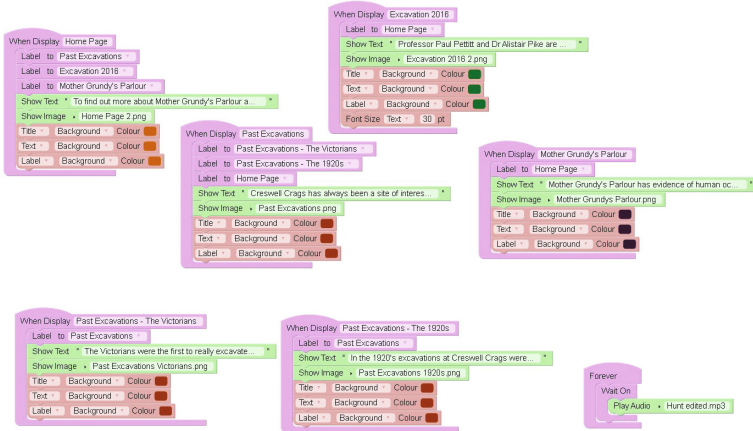 When Display Home Page
Label to Past Excavations
Label to Excavation 2016
Label to Mother Grundy's Parlour
Show Text " To find out more about Mother Grundy's Parlour a... "
Show Image Home Page 2.png
Title Background Colour
Text Background Colour
Label Background Colour
When Display Excavation 2016
Label to Home Page
Show Text " Professor Paul Pettitt and Dr Alistair Pike are ... "
Show Image Excavation 2016 2.png
Title Background Colour
Text Background Colour
Label Background Colour
Font Size Text 30 pt
When Display Past Excavations
Label to Past Excavations - The Victorians
Label to Past Excavations - The 1920s
Label to Home Page
Show Text " Creswell Crags has always been a site of interes... "
Show Image Past Excavations.png
Title Background Colour
Text Background Colour
Label Background Colour
When Display Mother Grundy's Parlour
Label to Home Page
Show Text " Mother Grundy's Parlour has evidence of human oc... "
Show Image Mother Grundys Parlour.png
Title Background Colour
Text Background Colour
Label Background Colour
When Display Past Excavations - The Victorians
Label to Past Excavations
Show Text " The Victorians were the first to really excavate... "
Show Image Past Excavations Victorians.png
Title Background Colour
Text Background Colour
Label Background Colour
When Display Past Excavations - The 1920s
Label to Past Excavations
Show Text " In the 1920's excavations at Creswell Crags were... "
Show Image Past Excavations 1920s.png
Title Background Colour
Text Background Colour
Label Background Colour
Forever
Wait On
Play Audio Hunt edited.mp3